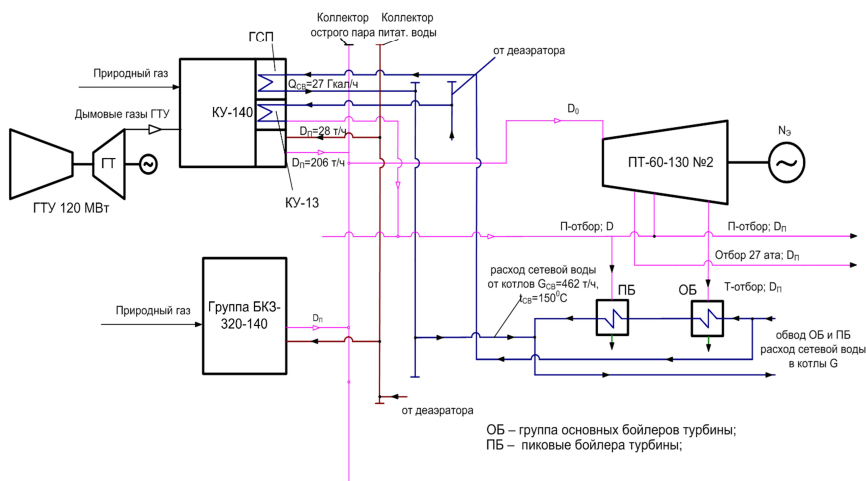 Коллектор Коллектор
острого пара питат. воды
ГСП
от деаэратора
Природный газ
Qсв=27 Гкал/ч
КУ-140
Дымовые газы ГТУ
Dп=28 т/ч
Dп=206 т/ч
D0
Nэ
ГТ
ПТ-60-130 №2
КУ-13
ГТУ 120 МВт
П-отбор; D
П-отбор; Dп
Отбор 27 ата; Dп
расход сетевой воды
от котлов Gсв=462 т/ч,
tсв=150⁰С
ПБ
ОБ
Т-отбор; Dп
Природный газ
Группа БКЗ-
320-140
Dп
обвод ОБ и ПБ
расход сетевой воды
в котлы G
от деаэратора
ОБ – группа основных бойлеров турбины;
ПБ – пиковые бойлера турбины;